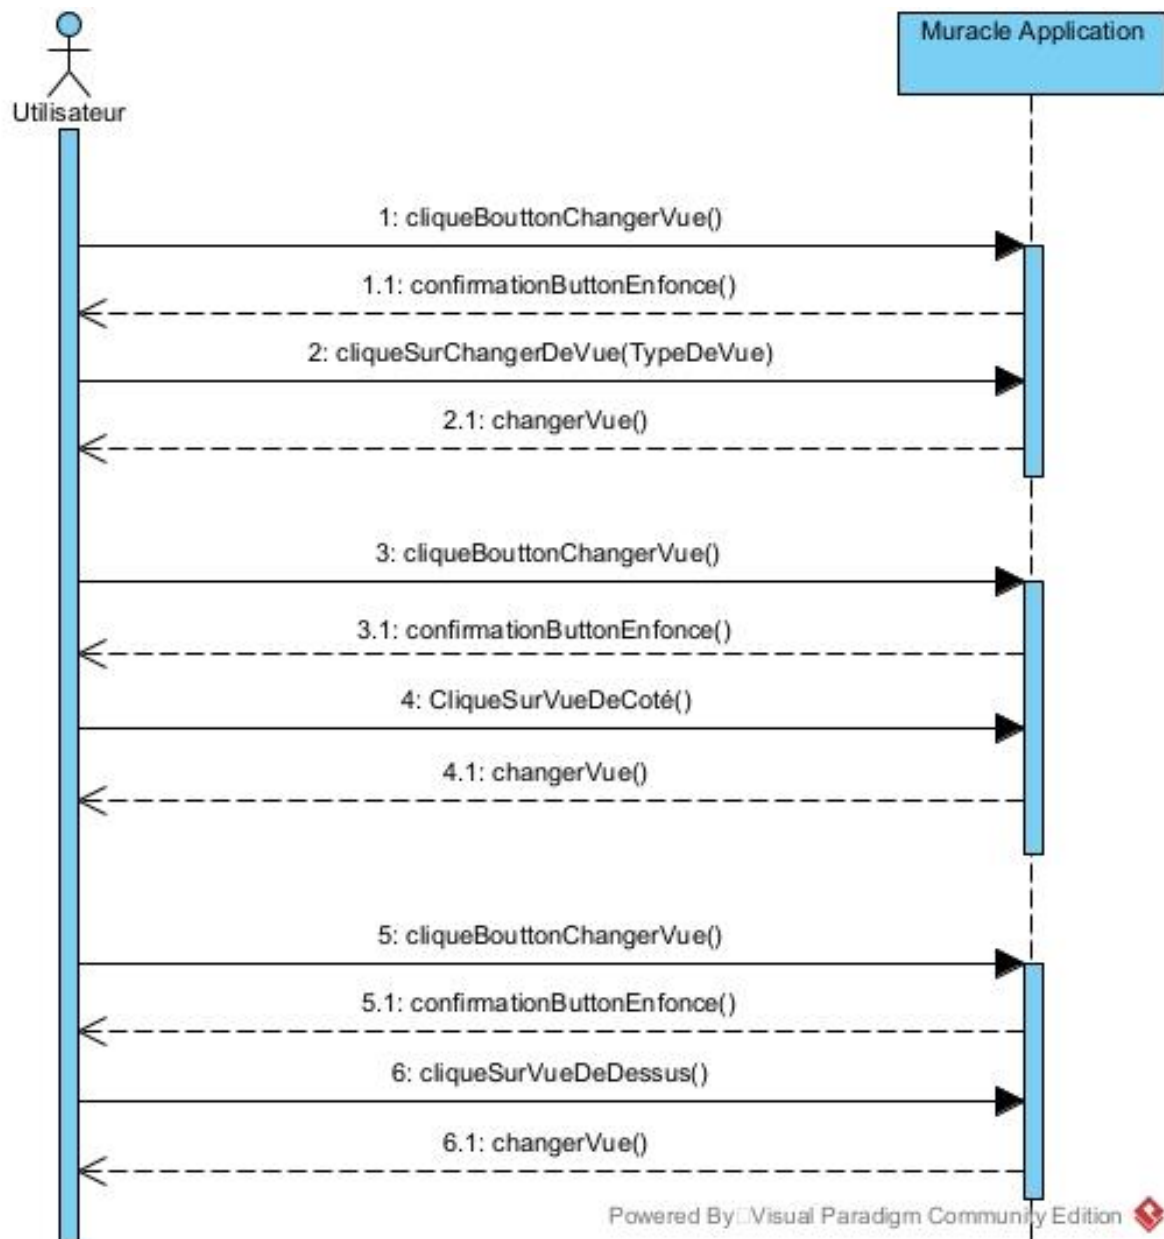 Muracle Application
Utilisateur
1: cliqueBouttonChangerVue()
1.1: confirmationButtonEnfonce()
2: cliqueSurChangerDeVue(TypeDeVue)
2.1: changerVue()
3: cliqueBouttonChangerVue()
3.1: confirmationButtonEnfonce()
4: CliqueSurVueDeCoté()
4.1: changerVue()
5: cliqueBouttonChangerVue()
5.1: confirmationButtonEnfonce()
6: cliqueSurVueDeDessus()
6.1: changerVue()
Powered By Visual Paradigm Community Edition